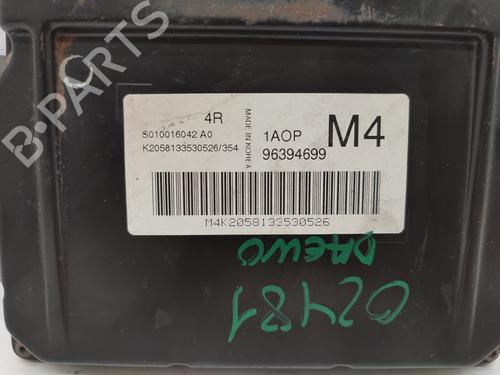 B-PARTS
4R
S010016042 A0
K2058133530526/354
MADE IN KOREA
1AOP
96394699
M4
M4K2058133530526
DAEWO
02481